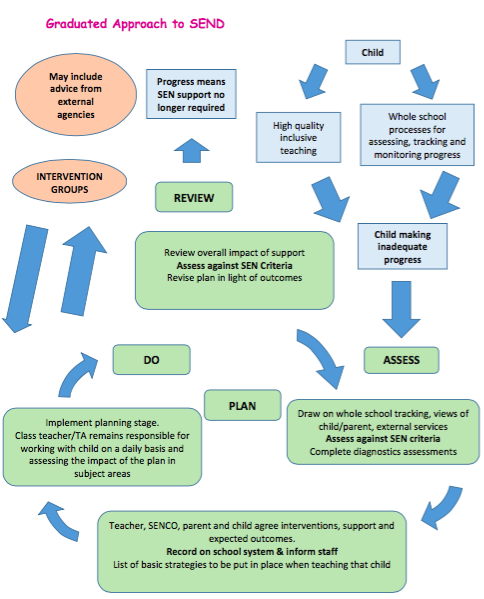 Graduated Approach to SEND
Child
May include
advice from
external
agencies
Progress means
SEN support no
longer required
High quality
inclusive
teaching
Whole school
processes for
assessing, tracking and
monitoring progress
INTERVENTION
GROUPS
REVIEW
Child making
inadequate
progress
Review overall impact of support
Assess against SEN Criteria
Revise plan in light of outcomes
DO
ASSESS
PLAN
Implement planning stage.
Class teacher/TA remains responsible for
working with child on a daily basis and
assessing the impact of the plan in
subject areas
Draw on whole school tracking, views of
child/parent, external services
Assess against SEN criteria
Complete diagnostics assessments
Teacher, SENCO, parent and child agree interventions, support and
expected outcomes.
Record on school system & inform staff
List of basic strategies to be put in place when teaching that child